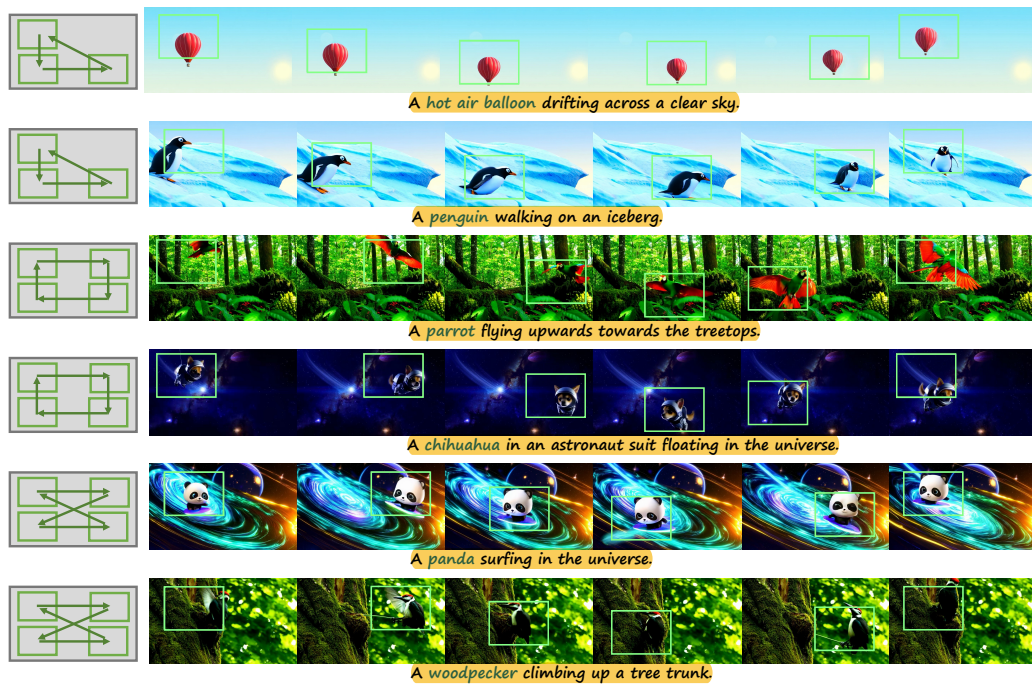 A hot air balloon drifting across a clear sky.
A penguin walking on an iceberg.
A parrot flying upwards towards the treetops.
A chihuahua in an astronaut suit floating in the universe.
A panda surfing in the universe.
A woodpecker climbing up a tree trunk.